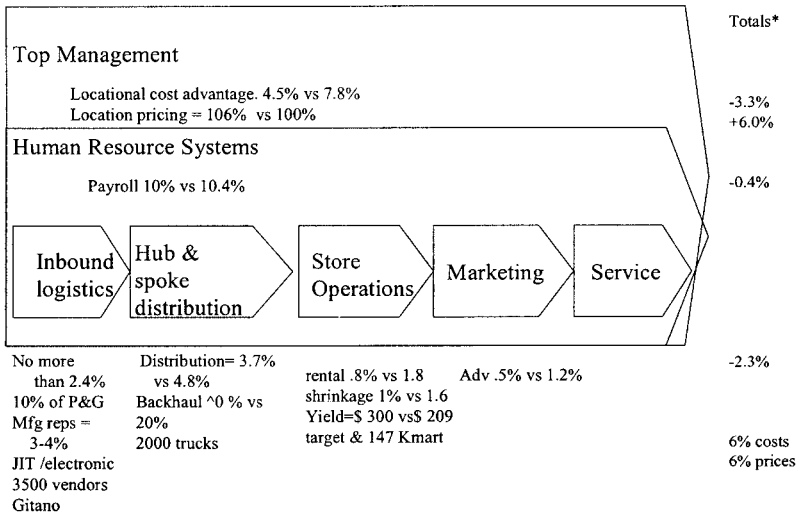 Totals*
Top Management
Locational cost advantage. 4.5% vs 7.8%
-3.3%
Location pricing = 106% vs 100%
+6.0%
Human Resource Systems
Payroll 10% vs 10.4%
-0.4%
Inbound
logistics
Hub &
spoke
distribution
Store
Operations
Marketing
Service
No more
than 2.4%
10% of P&G
Mfg reps =
3-4%
JIT /electronic
3500 vendors
Gitano
Distribution= 3.7%
vs 4.8%
Backhaul ^0 % vs
20%
2000 trucks
rental .8% vs 1.8
shrinkage 1% vs 1.6
Yield=$ 300 vs$ 209
target & 147 Kmart
Adv .5% vs 1.2%
-2.3%
6% costs
6% prices